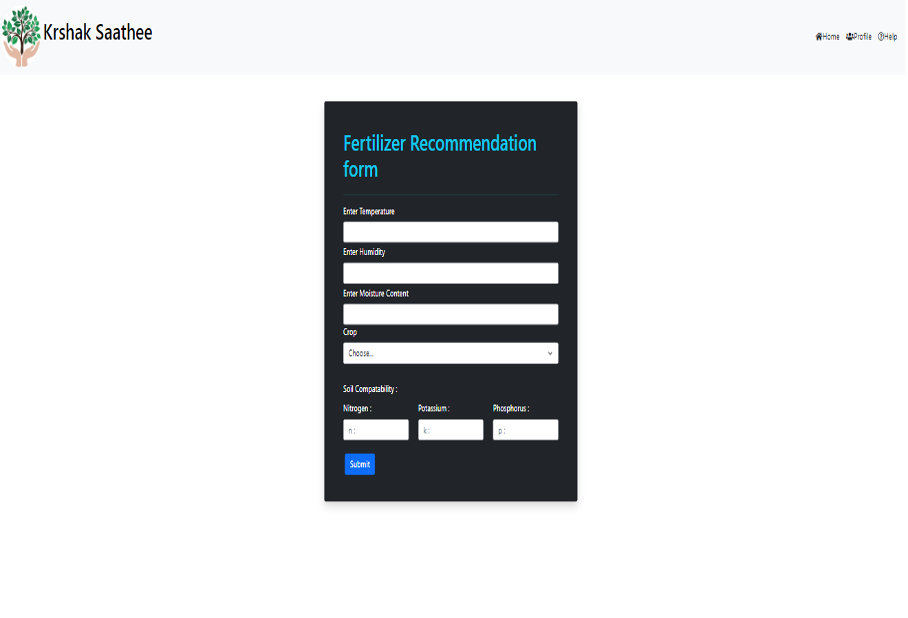 Krshak Saathee
Home Profile Help
Fertilizer Recommendation
form
Enter Temperature
Enter Humidity
Enter Moisture Content
Crop
Choose...
Soil Compatability :
Nitrogen : Potassium : Phosphorus :
n : k : p :
Submit